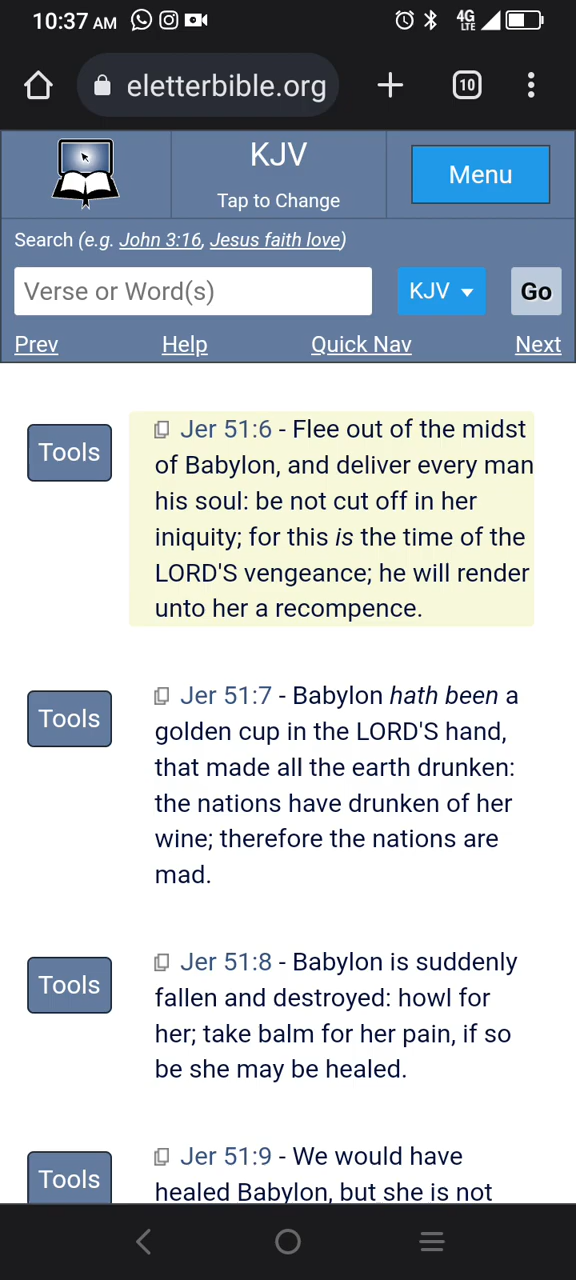 10:37 AM 4G LTE
eletterbible.org 10
KJV
Tap to Change
Menu
Search (e.g. John 3:16, Jesus faith love)
Verse or Word(s) KJV Go
Prev Help Quick Nav Next
Tools
Jer 51:6 - Flee out of the midst
of Babylon, and deliver every man
his soul: be not cut off in her
iniquity; for this is the time of the
LORD'S vengeance; he will render
unto her a recompence.
Tools
Jer 51:7 - Babylon hath been a
golden cup in the LORD'S hand,
that made all the earth drunken:
the nations have drunken of her
wine; therefore the nations are
mad.
Tools
Jer 51:8 - Babylon is suddenly
fallen and destroyed: howl for
her; take balm for her pain, if so
be she may be healed.
Tools
Jer 51:9 - We would have
healed Babylon, but she is not